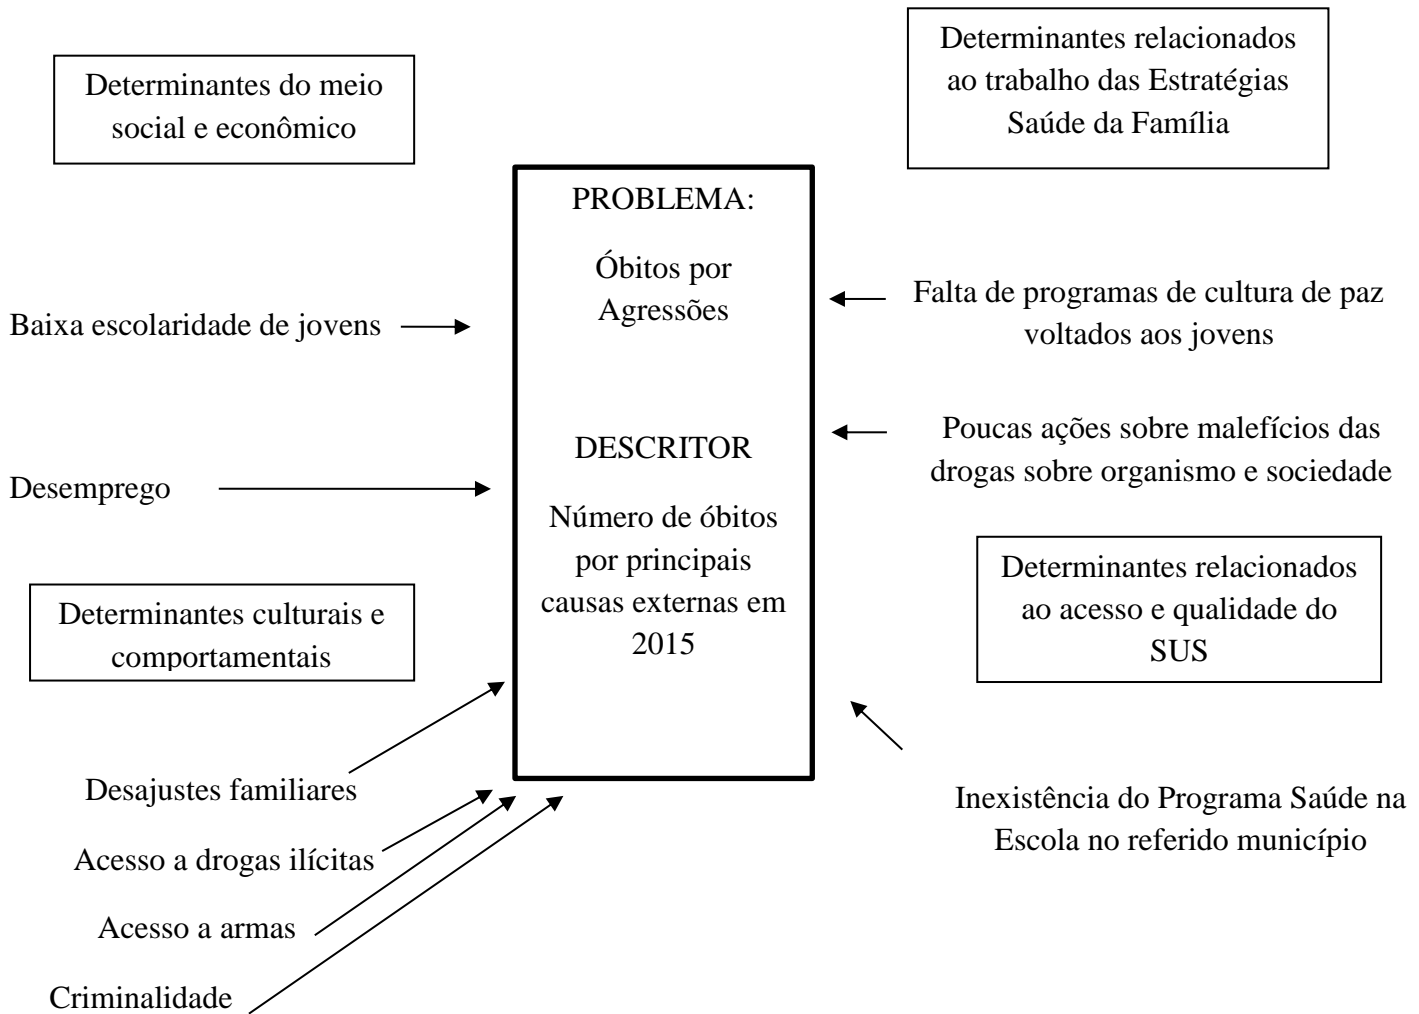 Determinantes do meio
social e econômico
Determinantes relacionados
ao trabalho das Estratégias
Saúde da Família
PROBLEMA:
Óbitos por
Agressões
DESCRITOR
Número de óbitos
por principais
causas externas em
2015
Baixa escolaridade de jovens
Desemprego
Determinantes culturais e
comportamentais
Desajustes familiares
Acesso a drogas ilícitas
Acesso a armas
Criminalidade
Falta de programas de cultura de paz
voltados aos jovens
Poucas ações sobre malefícios das
drogas sobre organismo e sociedade
Determinantes relacionados
ao acesso e qualidade do
SUS
Inexistência do Programa Saúde na
Escola no referido município